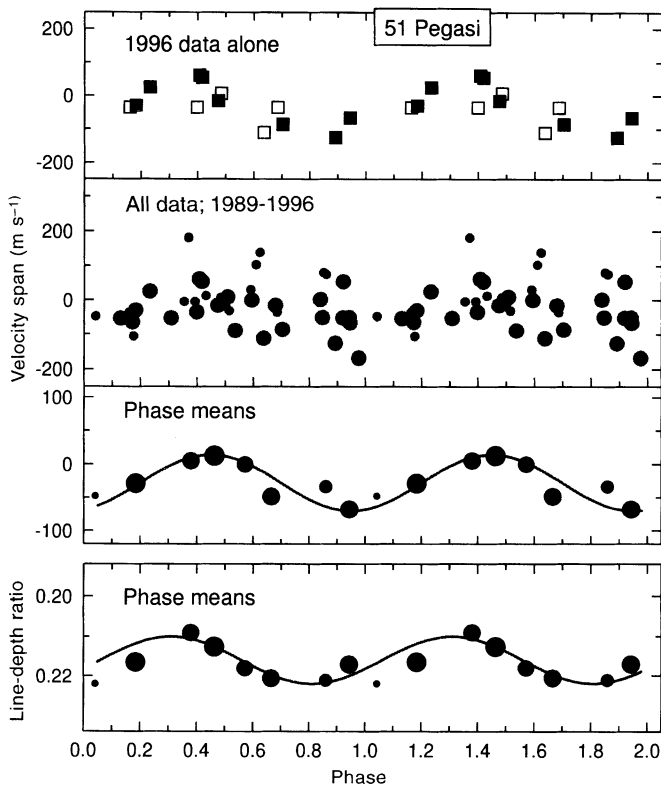 51 Pegasi
1996 data alone
200
0
-200
All data; 1989-1996
200
0
-200
Velocity span (m s⁻¹)
Phase means
100
0
-100
Phase means
0.20
0.22
Line-depth ratio
0.0 0.2 0.4 0.6 0.8 1.0 1.2 1.4 1.6 1.8 2.0
Phase